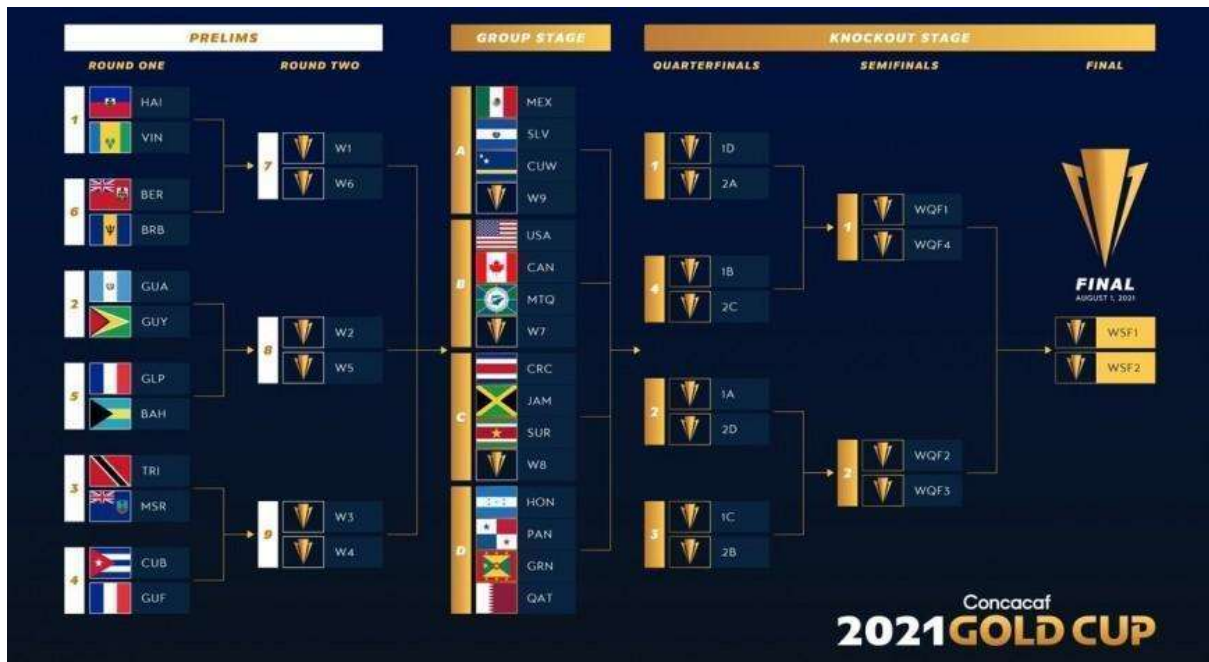 PRELIMS
GROUP STAGE
KNOCKOUT STAGE
ROUND ONE
ROUND TWO
QUARTERFINALS
SEMIFINALS
FINAL
1
HAI
VIN
6
BER
BRB
2
GUA
GUY
5
GLP
BAH
3
TRI
MSR
4
CUB
GUF
7
W1
W6
8
W2
W5
9
W3
W4
A
MEX
SLV
CUW
W9
B
USA
CAN
MTQ
W7
C
CRC
JAM
SUR
W8
D
HON
PAN
GRN
QAT
1
1D
2A
4
1B
2C
2
1A
2D
3
1C
2B
1
WQF1
WQF4
2
WQF2
WQF3
FINAL
AUGUST 1, 2021
WSF1
WSF2
Concacaf
2021 GOLD CUP